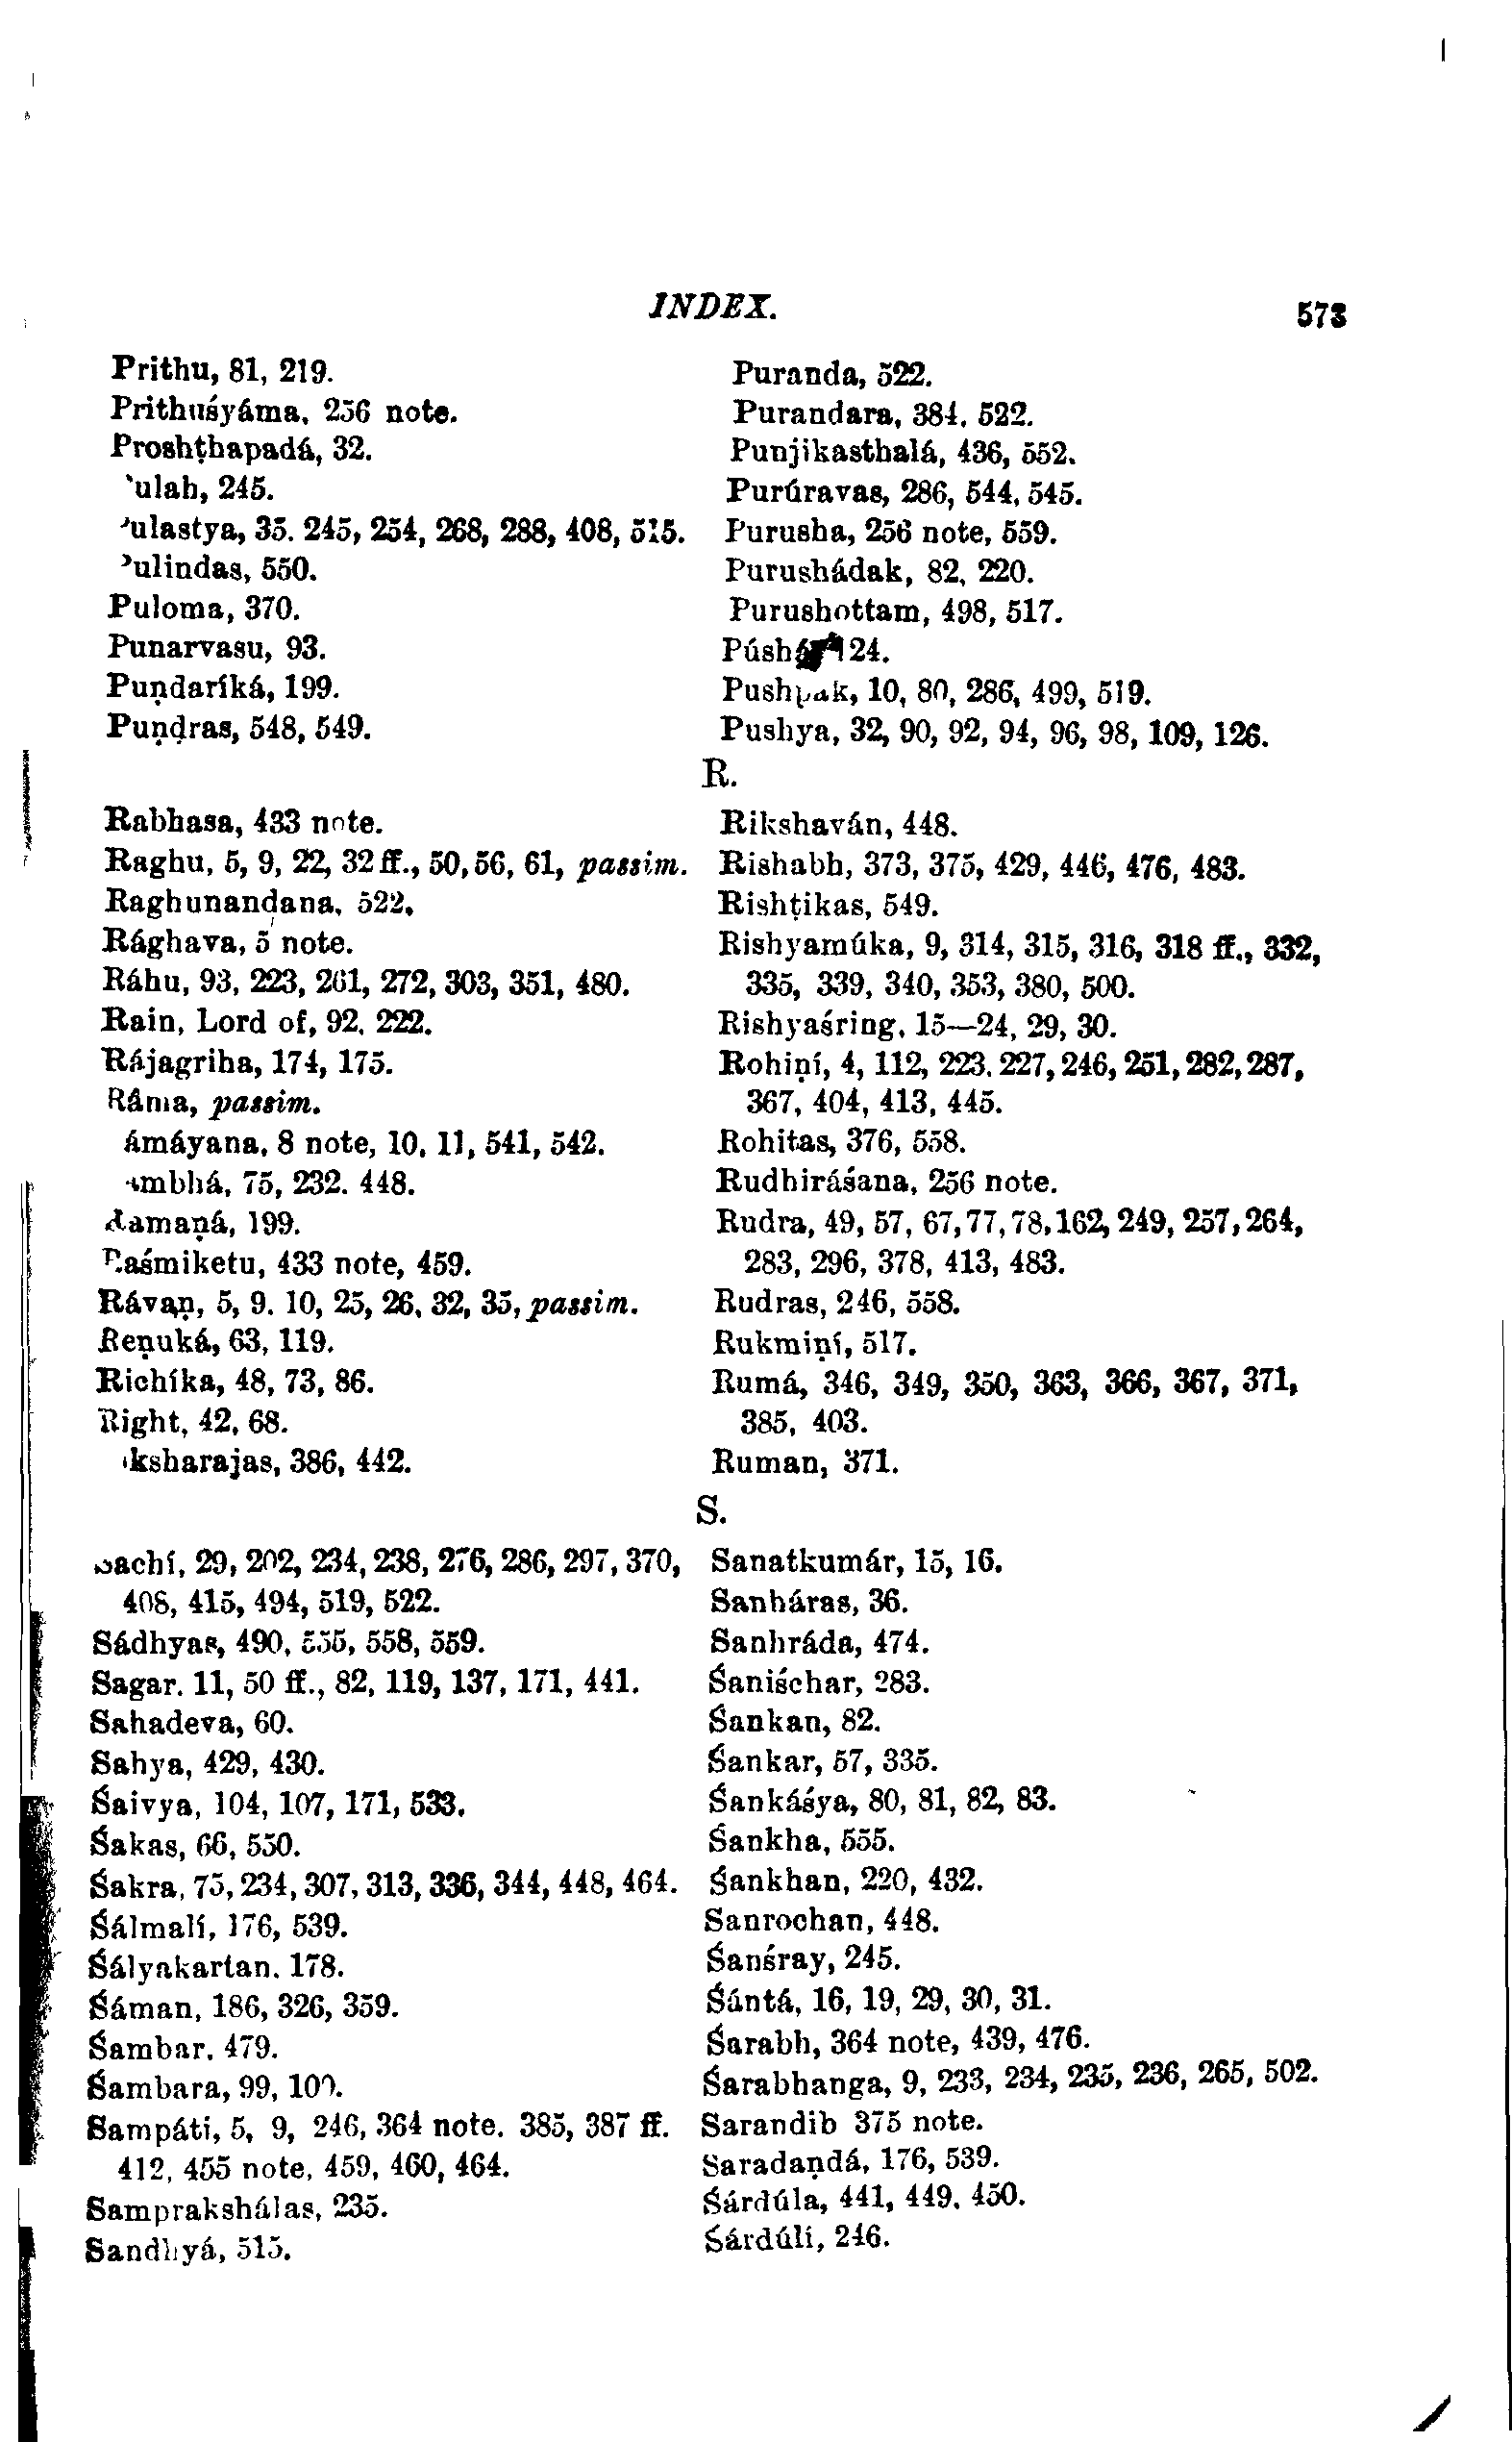 INDEX.
573
Prithu, 81, 219.
Prithuśyáma, 256 note.
Proshṭhapadá, 32.
ulah, 245.
ulastya, 35. 245, 254, 268, 288, 408, 515.
ulindas, 550.
Puloma, 370.
Punarvasu, 93.
Puṇdaríká, 199.
Puṇḍras, 548, 549.
Puranda, 522.
Purandara, 384, 522.
Punjikasthalá, 436, 552.
Purúravas, 286, 544, 545.
Purusha, 256 note, 559.
Purushádak, 82, 220.
Purushottam, 498, 517.
Púshá 124.
Pushpak, 10, 80, 286, 499, 519.
Pushya, 32, 90, 92, 94, 96, 98, 109, 126.
R.
Rabhasa, 433 note.
Raghu, 5, 9, 22, 32 ff., 50, 56, 61, passim.
Raghunandana, 522.
Rághava, 5 note.
Ráhu, 93, 223, 261, 272, 303, 351, 480.
Rain, Lord of, 92, 222.
Rájagriha, 174, 175.
Ráma, passim.
ámáyana, 8 note, 10, 11, 541, 542.
ambhá, 75, 232. 448.
Ramaṇá, 199.
Raśmiketu, 433 note, 459.
Rávaṇ, 5, 9. 10, 25, 26, 32, 35, passim.
Reṇuká, 63, 119.
Richíka, 48, 73, 86.
Right, 42, 68.
iksharajas, 386, 442.
Rikshaván, 448.
Rishabh, 373, 375, 429, 446, 476, 483.
Rishṭikas, 549.
Rishyamúka, 9, 314, 315, 316, 318 ff., 332,
335, 339, 340, 353, 380, 500.
Rishyaśring, 15—24, 29, 30.
Rohiṇí, 4, 112, 223. 227, 246, 251, 282, 287,
367, 404, 413, 445.
Rohitas, 376, 558.
Rudhiráśana, 256 note.
Rudra, 49, 57, 67, 77, 78, 162, 249, 257, 264,
283, 296, 378, 413, 483.
Rudras, 246, 558.
Rukmiṇí, 517.
Rumá, 346, 349, 350, 363, 366, 367, 371,
385, 403.
Ruman, 371.
S.
Sachí, 29, 202, 234, 238, 276, 286, 297, 370,
408, 415, 494, 519, 522.
Sádhyas, 490, 555, 558, 559.
Sagar. 11, 50 ff., 82, 119, 137, 171, 441.
Sahadeva, 60.
Sahya, 429, 430.
Śaivya, 104, 107, 171, 533.
Śakas, 66, 550.
Śakra, 75, 234, 307, 313, 336, 344, 448, 464.
Śálmalí, 176, 539.
Śályakartan. 178.
Śáman, 186, 326, 359.
Śambar. 479.
Śambara, 99, 100.
Sampáti, 5, 9, 246, 364 note. 385, 387 ff.
412, 455 note, 459, 460, 464.
Samprakshálas, 235.
Sandhyá, 515.
Sanatkumár, 15, 16.
Sanháras, 36.
Sanhráda, 474.
Śaniśchar, 283.
Śankan, 82.
Śankar, 57, 335.
Śankáśya, 80, 81, 82, 83.
Śankha, 555.
Śankhan, 220, 432.
Sanrochan, 448.
Śanśray, 245.
Śántá, 16, 19, 29, 30, 31.
Śarabh, 364 note, 439, 476.
Śarabhanga, 9, 233, 234, 235, 236, 265, 502.
Sarandib 375 note.
Saradaṇdá, 176, 539.
Śárdúla, 441, 449, 450.
Śárdúlí, 246.